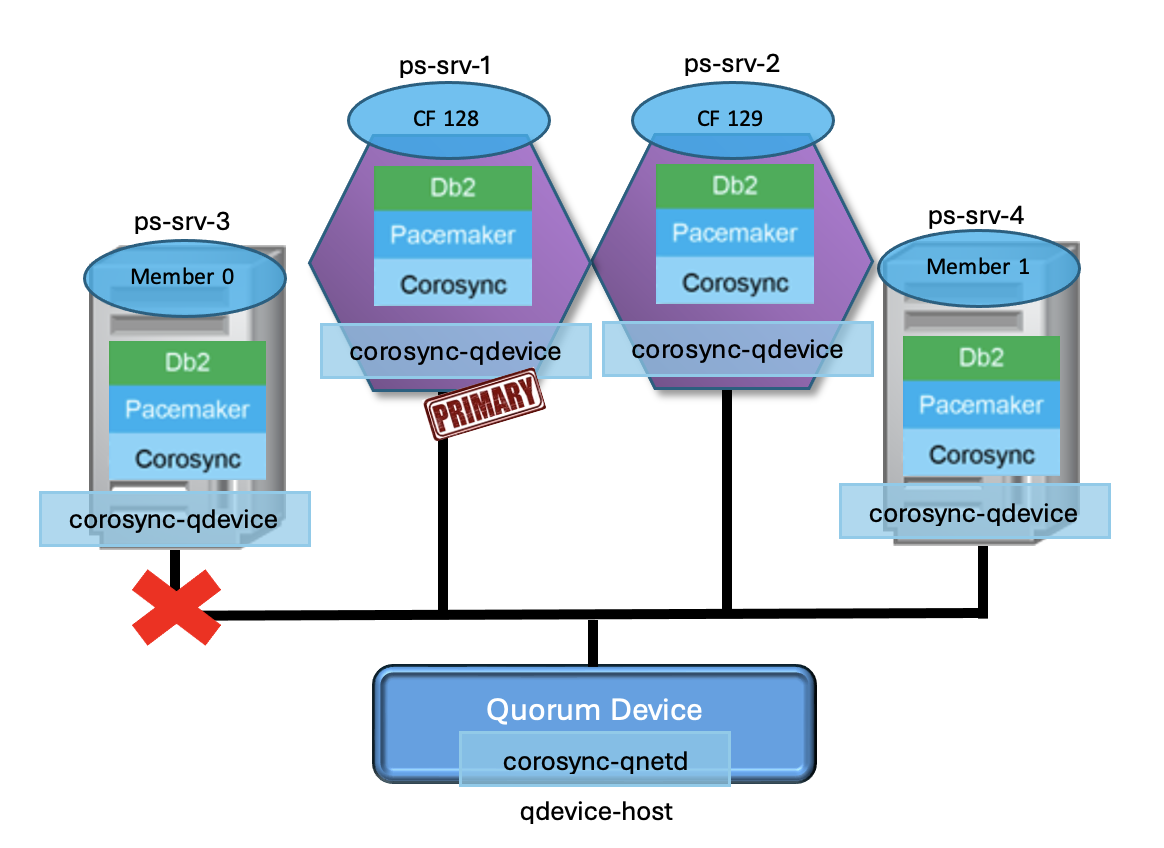 ps-srv-1
CF 128
Db2
Pacemaker
Corosync
corosync-qdevice
PRIMARY
ps-srv-2
CF 129
Db2
Pacemaker
Corosync
corosync-qdevice
ps-srv-3
Member 0
Db2
Pacemaker
Corosync
corosync-qdevice
ps-srv-4
Member 1
Db2
Pacemaker
Corosync
corosync-qdevice
Quorum Device
corosync-qnetd
qdevice-host